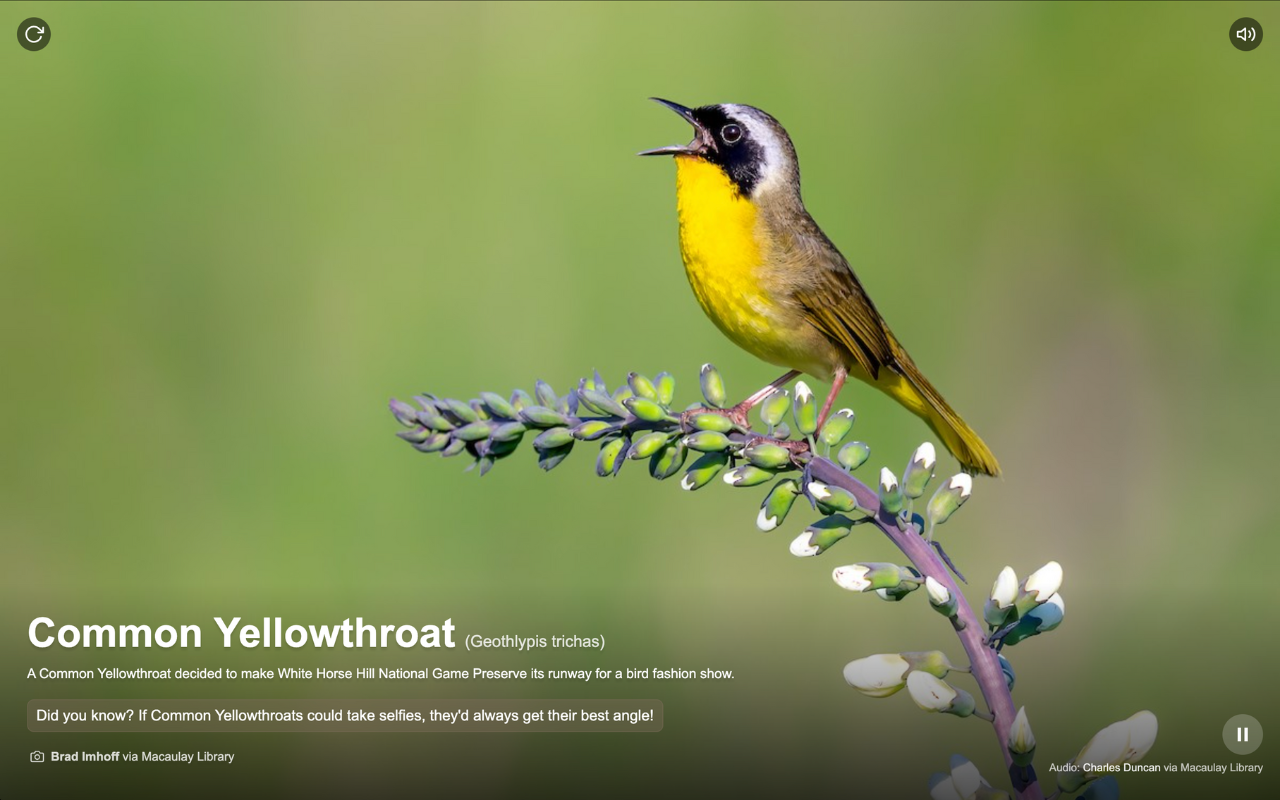 Common Yellowthroat (Geothlypis trichas)
A Common Yellowthroat decided to make White Horse Hill National Game Preserve its runway for a bird fashion show.
Did you know? If Common Yellowthroats could take selfies, they'd always get their best angle!
Brad Imhoff via Macaulay Library
Audio: Charles Duncan via Macaulay Library